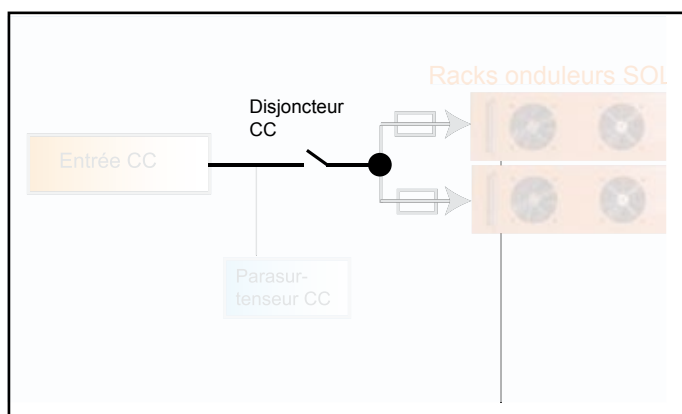 Racks onduleurs SOL
Disjoncteur
CC
Entrée CC
Parasur-
tenseur CC